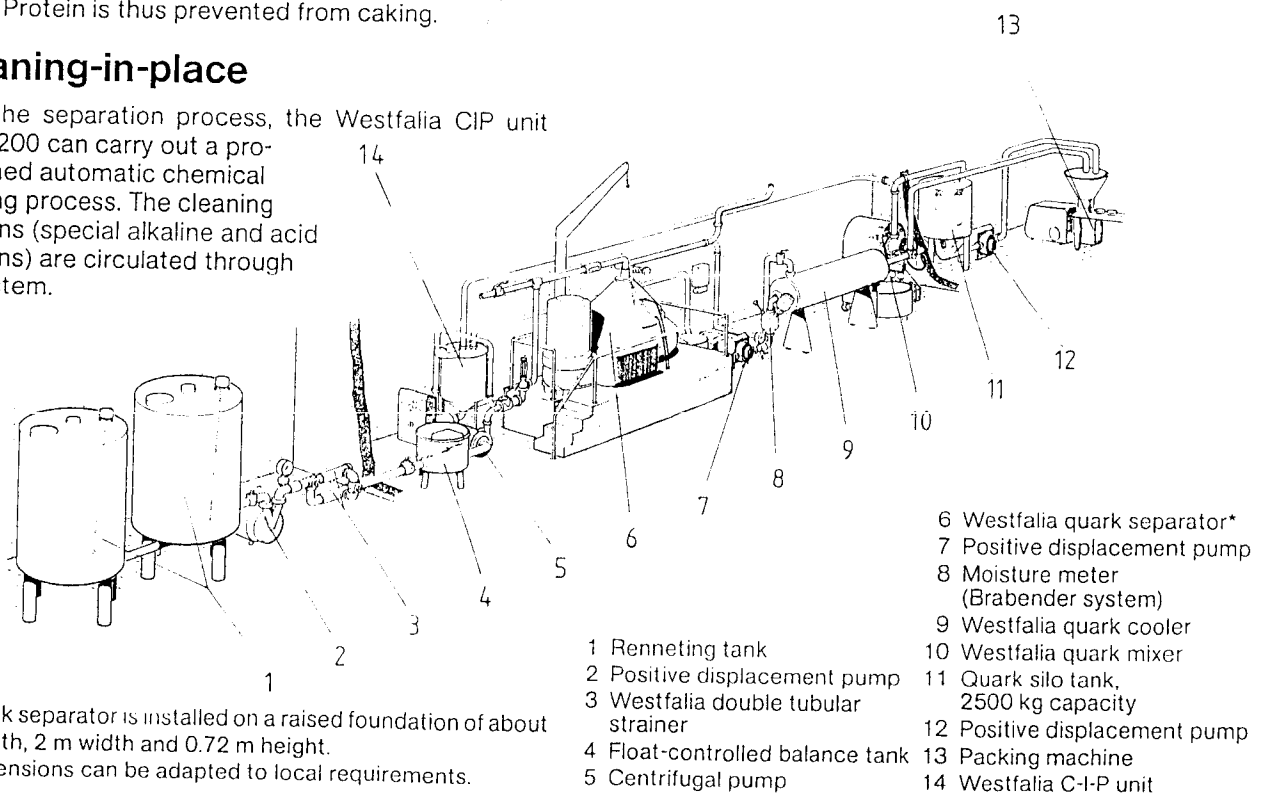 Protein is thus prevented from caking.
aning-in-place
he separation process, the Westfalia CIP unit
200 can carry out a pro-
ed automatic chemical
g process. The cleaning
ns (special alkaline and acid
ns) are circulated through
tem.
13
14
12
11
10
9
8
7
6
5
4
3
2
1
k separator is installed on a raised foundation of about
th, 2 m width and 0.72 m height.
ensions can be adapted to local requirements.
1 Renneting tank
2 Positive displacement pump
3 Westfalia double tubular
strainer
4 Float-controlled balance tank
5 Centrifugal pump
6 Westfalia quark separator*
7 Positive displacement pump
8 Moisture meter
(Brabender system)
9 Westfalia quark cooler
10 Westfalia quark mixer
11 Quark silo tank,
2500 kg capacity
12 Positive displacement pump
13 Packing machine
14 Westfalia C-I-P unit